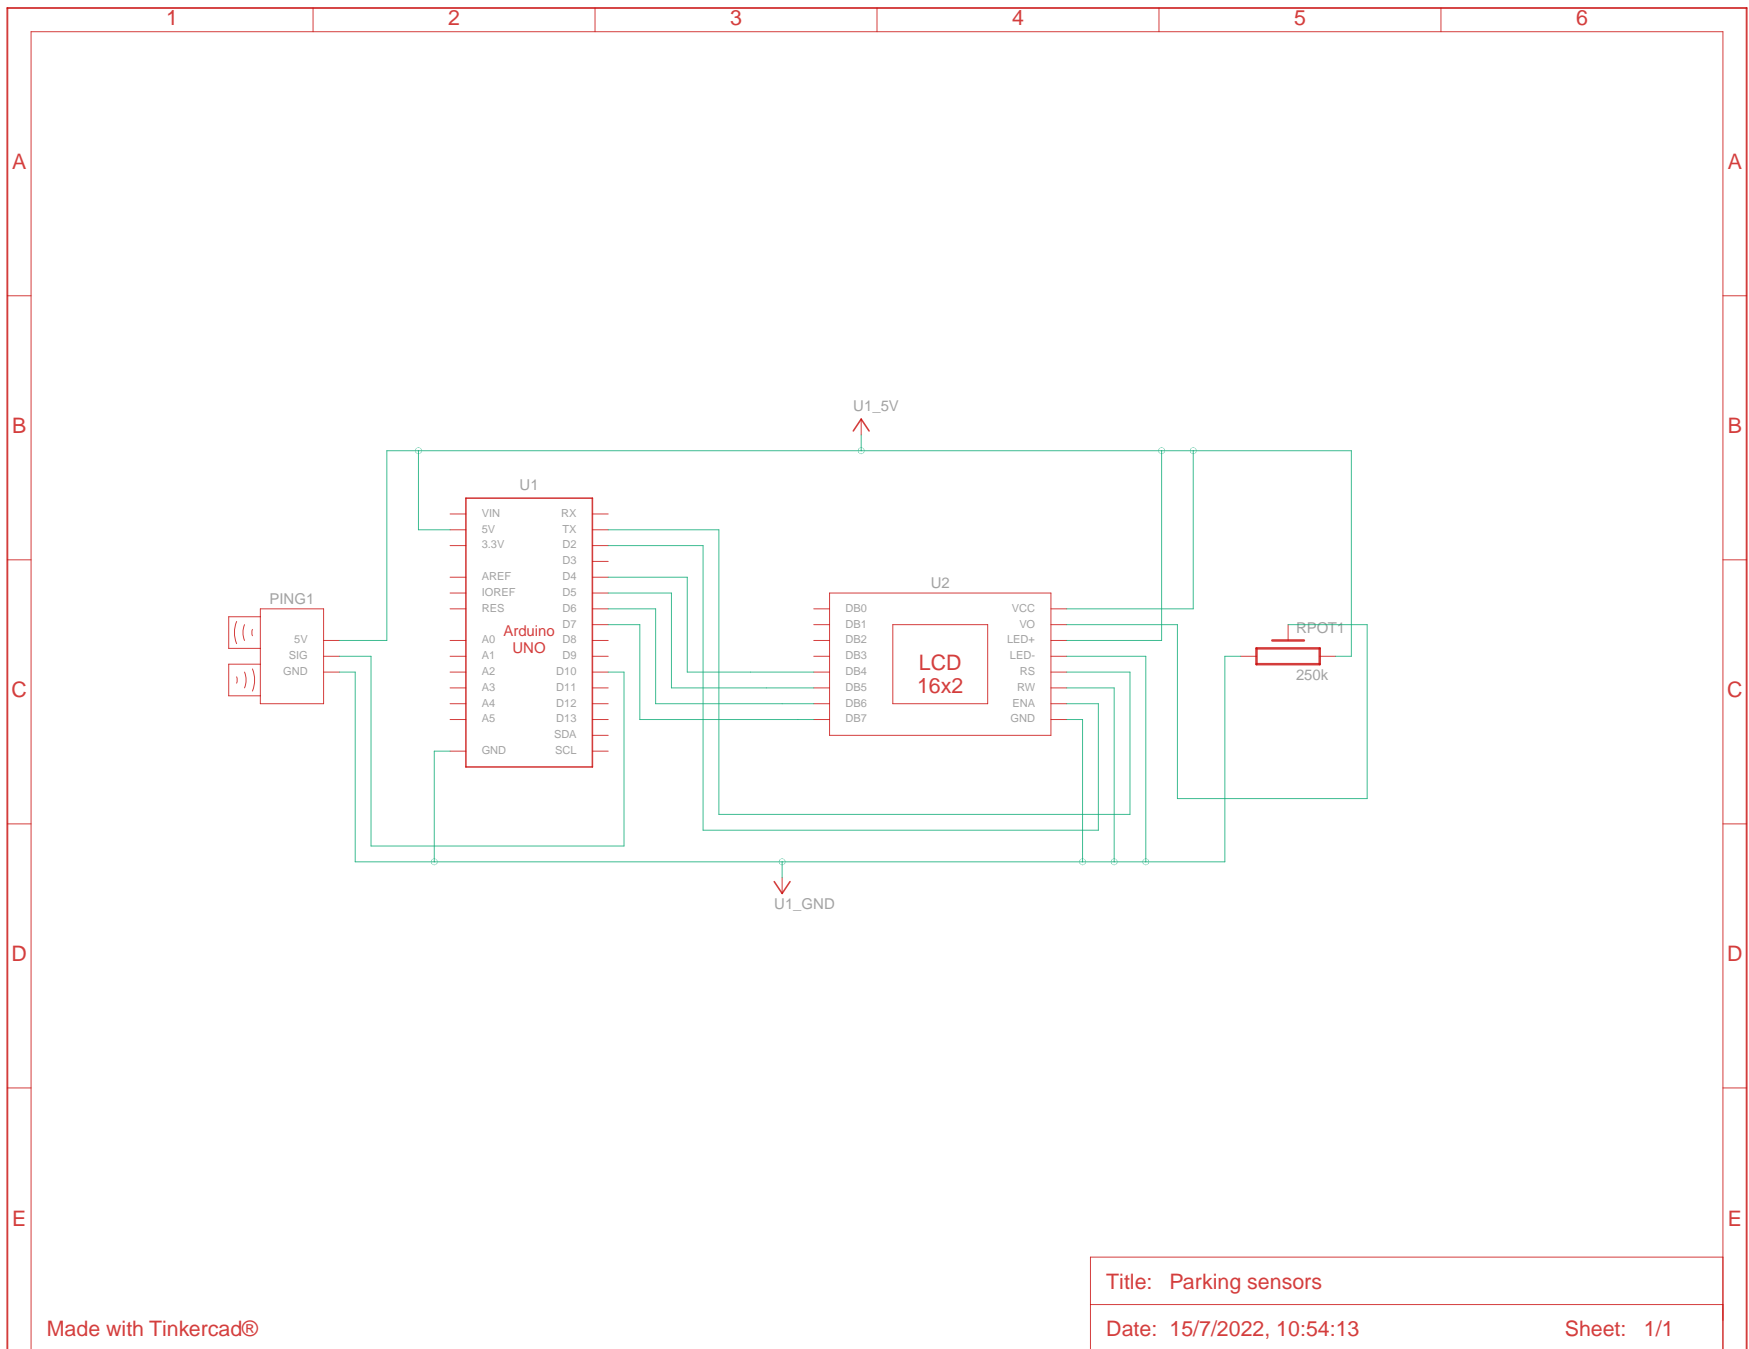 1 2 3 4 5 6
A A
B B
U1_5V
U1
VIN RX
5V TX
3.3V D2
D3
AREF D4
IOREF D5
RES D6
D7
A0 D8
A1 D9
A2 D10
A3 D11
A4 D12
A5 D13
SDA
GND SCL
Arduino
UNO
PING1
5V
SIG
GND
U2
DB0 VCC
DB1 VO
DB2 LED+
DB3 LED-
DB4 RS
DB5 RW
DB6 ENA
DB7 GND
LCD
16x2
RPOT1
250k
C C
U1_GND
D D
E E
Title: Parking sensors
Made with Tinkercad®
Date: 15/7/2022, 10:54:13 Sheet: 1/1